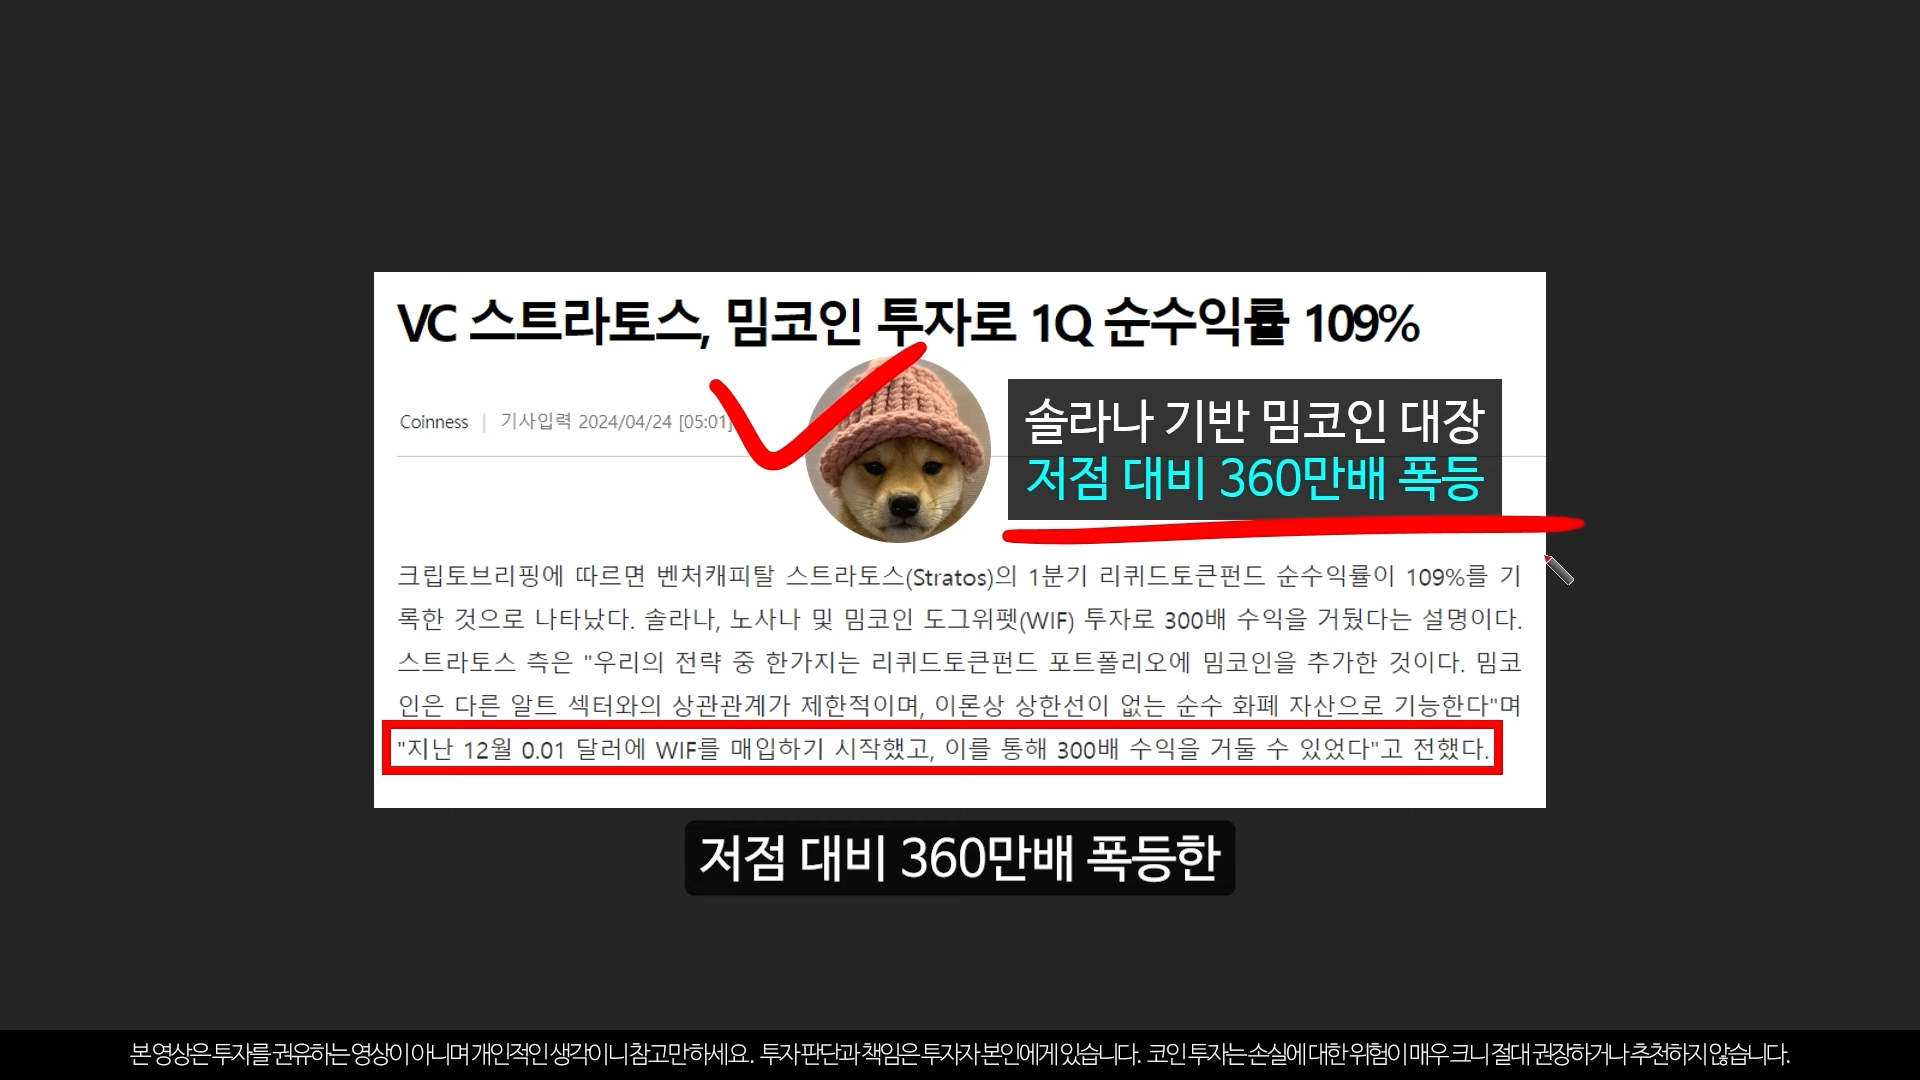 VC 스트라토스, 밈코인 투자로 1Q 순수익률 109%
Coinness | 기사입력 2024/04/24 [05:01]
솔라나 기반 밈코인 대장
저점 대비 360만배 폭등
크립토브리핑에 따르면 벤처캐피탈 스트라토스(Stratos)의 1분기 리퀴드토큰펀드 순수익률이 109%를 기
록한 것으로 나타났다. 솔라나, 노사나 및 밈코인 도그위펫(WIF) 투자로 300배 수익을 거뒀다는 설명이다.
스트라토스 측은 "우리의 전략 중 한가지는 리퀴드토큰펀드 포트폴리오에 밈코인을 추가한 것이다. 밈코
인은 다른 알트 섹터와의 상관관계가 제한적이며, 이론상 상한선이 없는 순수 화폐 자산으로 기능한다"며
"지난 12월 0.01 달러에 WIF를 매입하기 시작했고, 이를 통해 300배 수익을 거둘 수 있었다"고 전했다.
저점 대비 360만배 폭등한
본 영상은 투자를 권유하는 영상이 아니며 개인적인 생각이니 참고만 하세요. 투자 판단과 책임은 투자자 본인에게 있습니다. 코인 투자는 손실에 대한 위험이 매우 크니 절대 권장하거나 추천하지 않습니다.